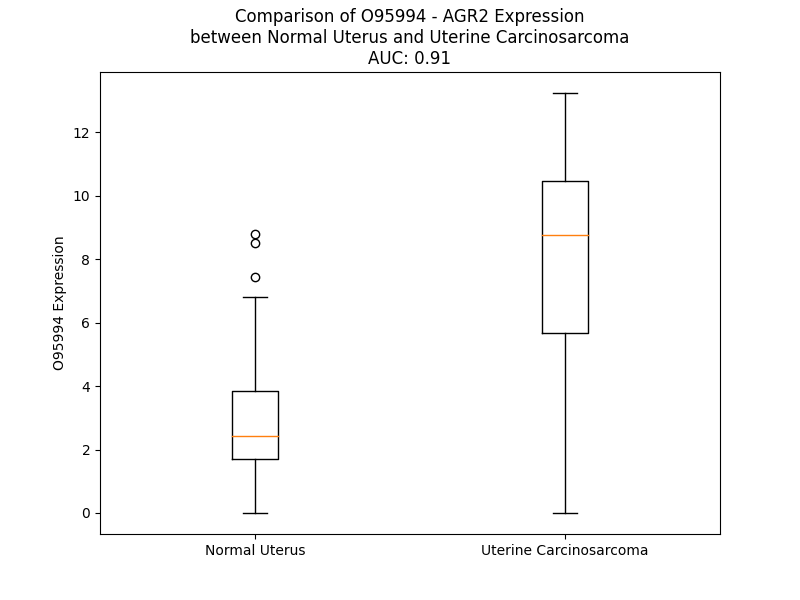 Comparison of O95994 - AGR2 Expression
between Normal Uterus and Uterine Carcinosarcoma
AUC: 0.91
12
10
8
6
4
2
0
O95994 Expression
Normal Uterus
Uterine Carcinosarcoma